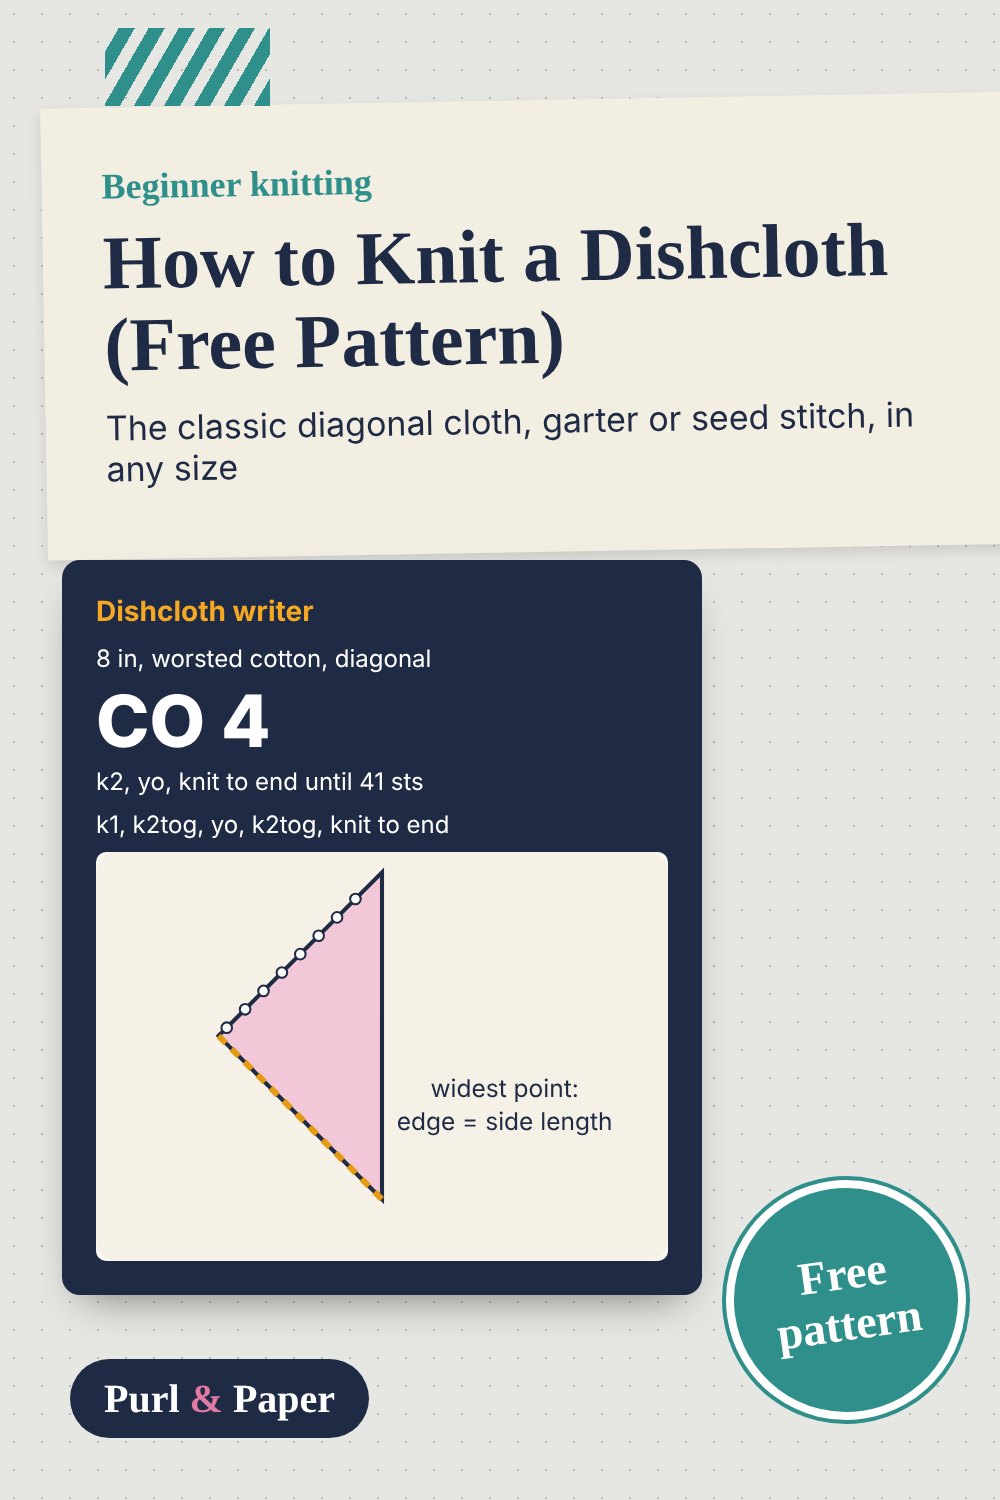 Beginner knitting
How to Knit a Dishcloth
(Free Pattern)
The classic diagonal cloth, garter or seed stitch, in
any size
Dishcloth writer
8 in, worsted cotton, diagonal
CO 4
k2, yo, knit to end until 41 sts
k1, k2tog, yo, k2tog, knit to end
widest point:
edge = side length
Free
pattern
Purl & Paper